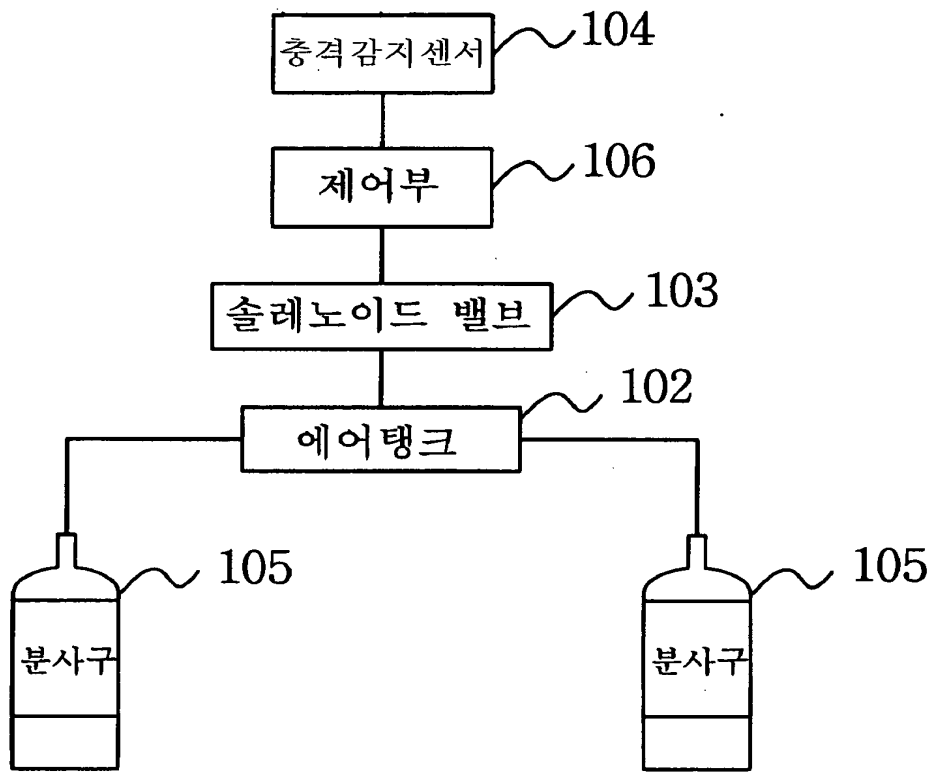 충격감지센서 104
제어부 106
솔레노이드 밸브 103
에어탱크 102
105 105
분사구 분사구